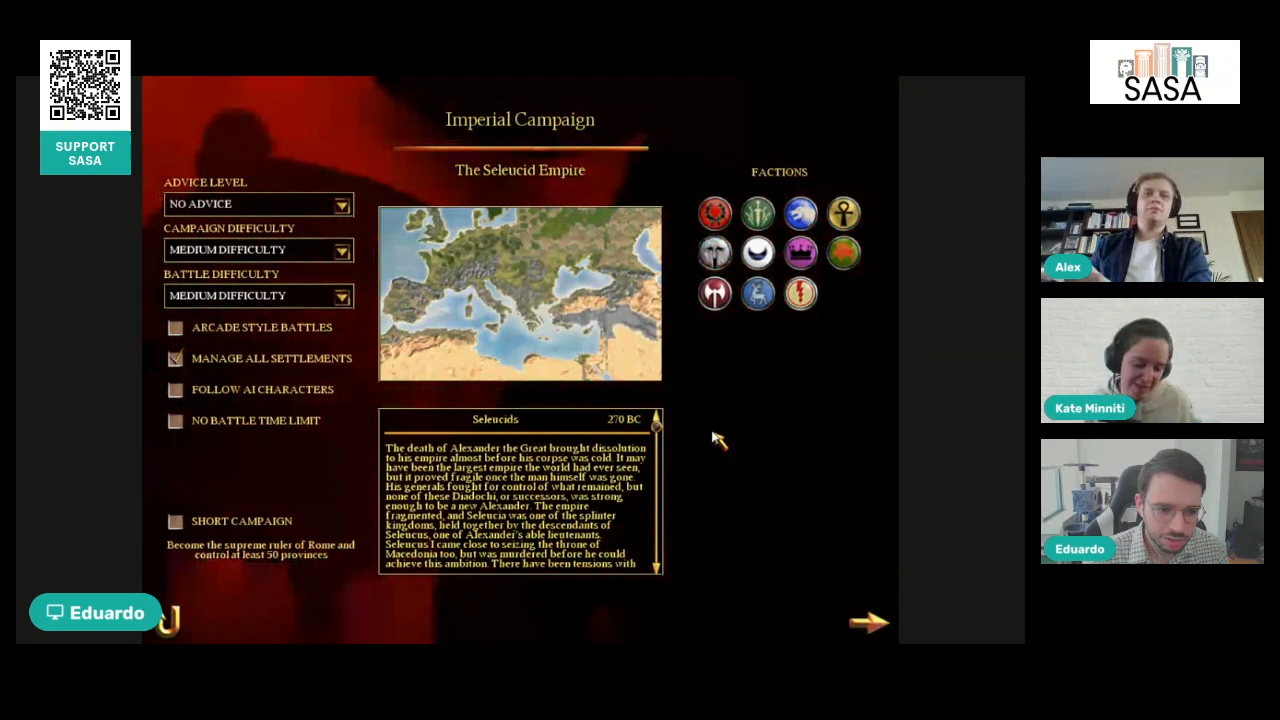 SUPPORT
SASA
SASA
Imperial Campaign
The Seleucid Empire
ADVICE LEVEL
NO ADVICE
CAMPAIGN DIFFICULTY
MEDIUM DIFFICULTY
BATTLE DIFFICULTY
MEDIUM DIFFICULTY
ARCADE STYLE BATTLES
MANAGE ALL SETTLEMENTS
FOLLOW AI CHARACTERS
NO BATTLE TIME LIMIT
SHORT CAMPAIGN
Become the supreme ruler of Rome and
control at least 50 provinces
FACTIONS
Seleucids 270 BC
The death of Alexander the Great brought dissolution
to his empire almost before his corpse was cold. It may
have been the largest empire the world had ever seen,
but it proved fragile once the man himself was gone.
His generals fought for control of what remained, but
none of these Diadochi, or successors, was strong
enough to be a new Alexander. The empire
fragmented, and Seleucia was one of the splinter
kingdoms, held together by the descendants of
Seleucus, one of Alexander's able lieutenants.
Seleucus I came close to seizing the throne of
Macedonia too, but was murdered before he could
achieve this ambition. There have been tensions with
Eduardo
Alex
Kate Minniti
Eduardo